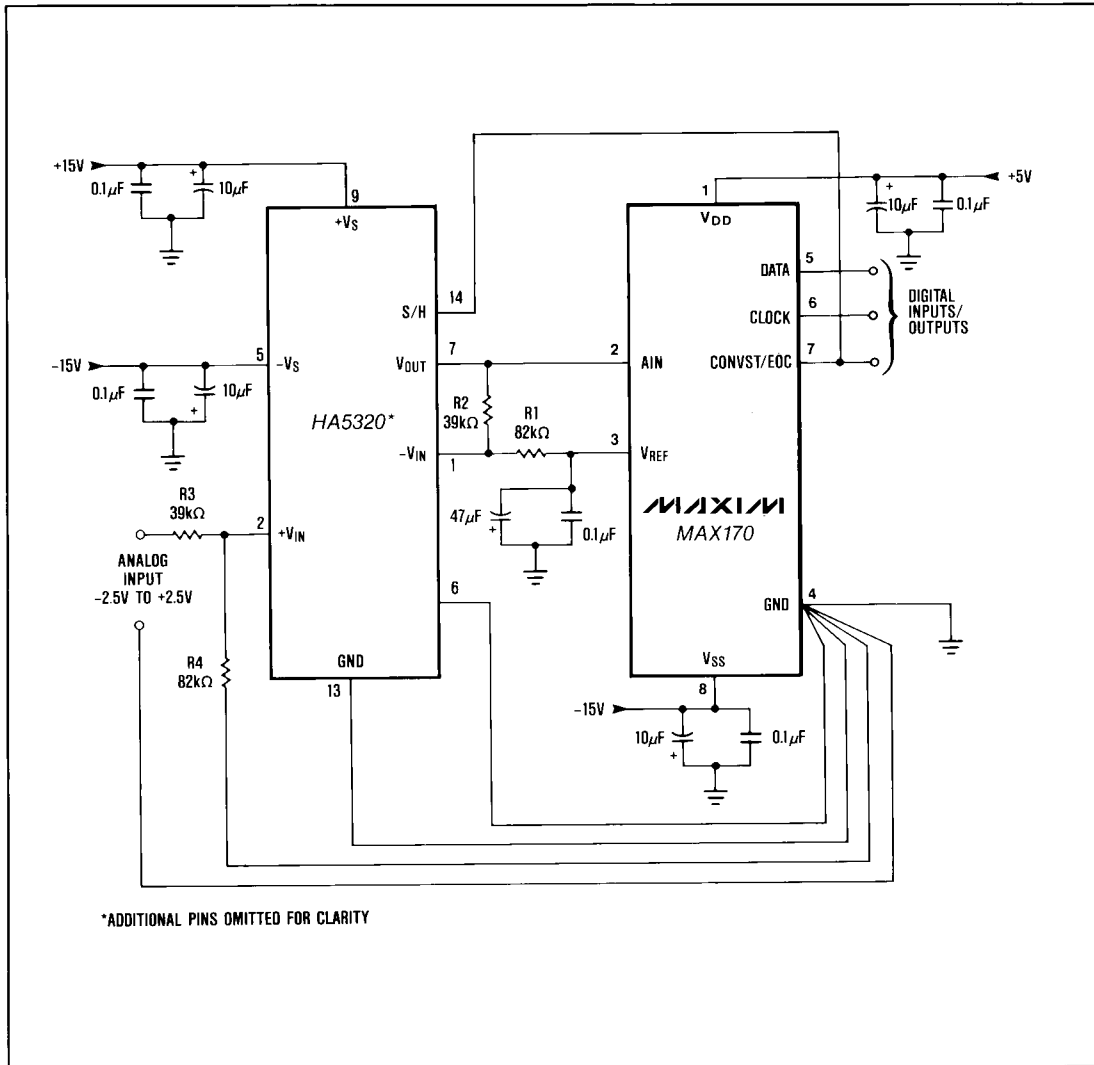 +15V
0.1µF
+
10µF
9
+VS
1
VDD
+
10µF
0.1µF
+5V
DATA
5
CLOCK
6
CONVST/EOC
7
DIGITAL
INPUTS/
OUTPUTS
14
S/H
7
VOUT
2
AIN
-15V
0.1µF
10µF
+
5
-VS
HA5320*
R2
39kΩ
R1
82kΩ
-VIN
1
3
VREF
47µF
+
0.1µF
MAXIM
MAX170
R3
39kΩ
2
+VIN
ANALOG
INPUT
-2.5V TO +2.5V
6
GND
4
R4
82kΩ
GND
13
VSS
8
-15V
10µF
+
0.1µF
*ADDITIONAL PINS OMITTED FOR CLARITY